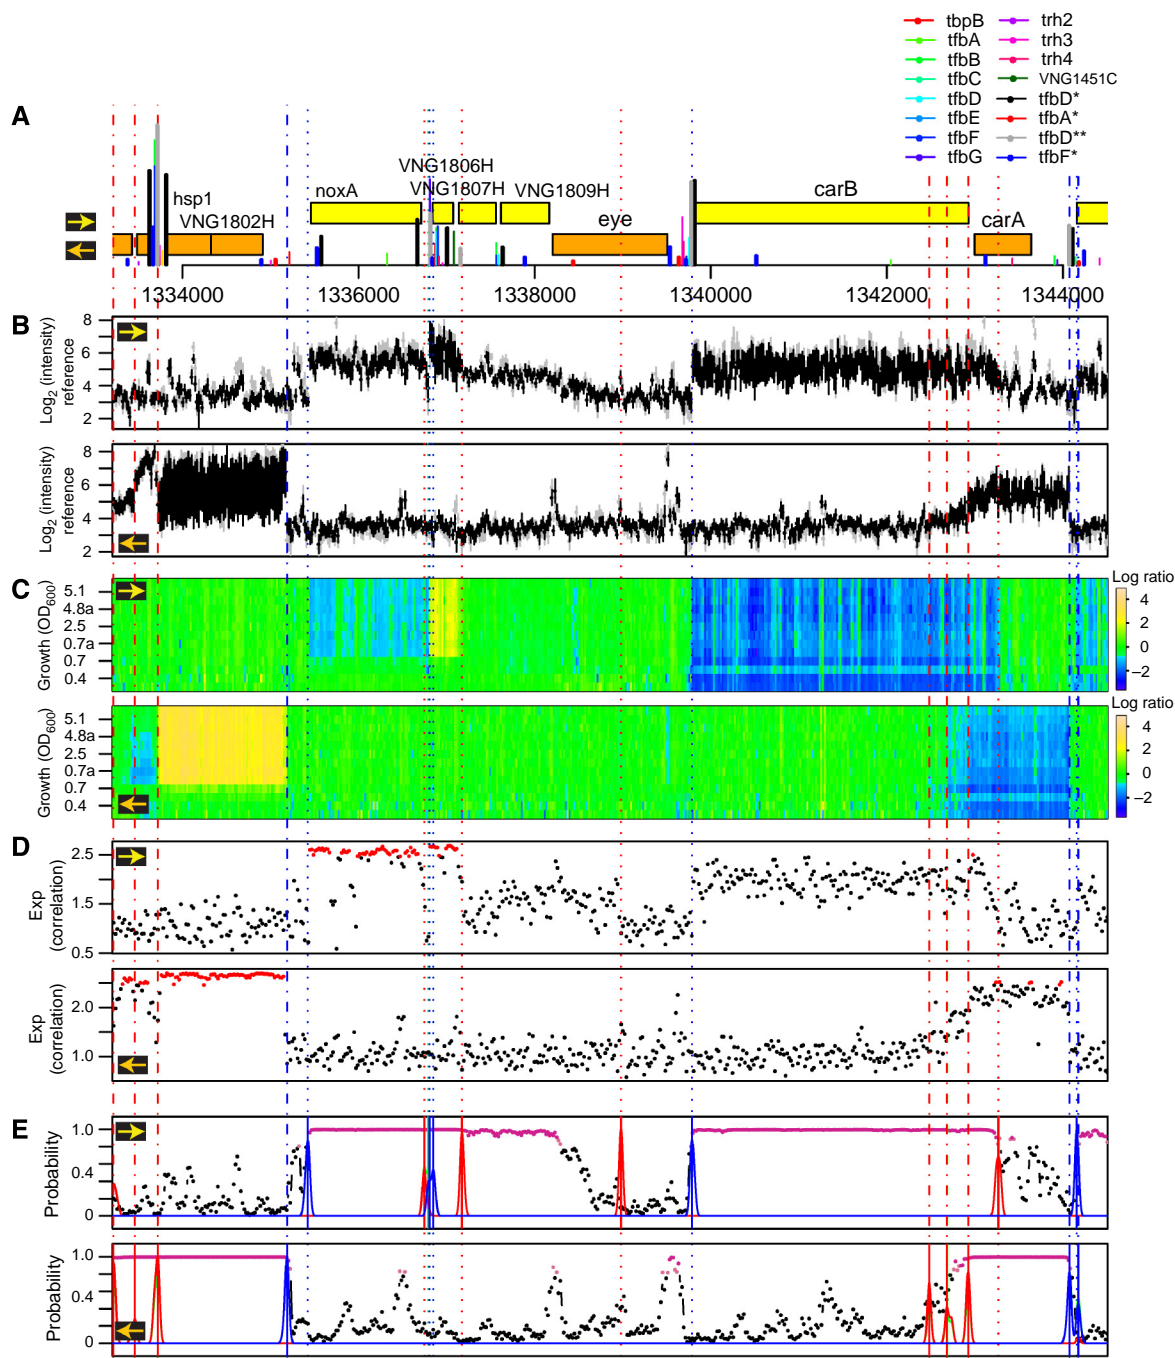 tbpB trh2
tfbA trh3
tfbB trh4
tfbC VNG1451C
tfbD tfbD*
tfbE tfbA*
tfbF tfbD**
tfbG tfbF*
A
VNG1806H
noxA VNG1807H VNG1809H carB
hsp1
VNG1802H eye carA
1334000 1336000 1338000 1340000 1342000 1344000
B
Log2 (intensity)
reference
8
6
4
2
Log2 (intensity)
reference
8
6
4
2
C
Growth (OD600)
5.1
4.8a
2.5
0.7a
0.7
0.4
Log ratio
4
2
0
−2
Growth (OD600)
5.1
4.8a
2.5
0.7a
0.7
0.4
Log ratio
4
2
0
−2
D
Exp
(correlation)
2.5
1.5
0.5
Exp
(correlation)
2.0
1.0
E
Probability
1.0
0.4
0
Probability
1.0
0.4
0